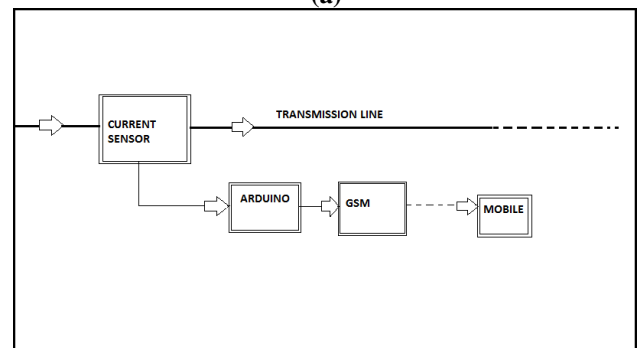 (a)
TRANSMISSION LINE
CURRENT
SENSOR
ARDUINO
GSM
MOBILE